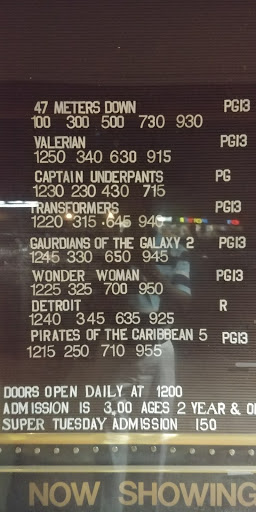 47 METERS DOWN PG13
100 300 500 730 930
VALERIAN PG13
1250 340 630 915
CAPTAIN UNDERPANTS PG
1230 230 430 715
TRANSFORMERS PG13
1220 315 645 940
GAURDIANS OF THE GALAXY 2 PG13
1245 330 650 945
WONDER WOMAN PG13
1225 325 700 950
DETROIT R
1240 345 635 925
PIRATES OF THE CARIBBEAN 5 PG13
1215 250 710 955
DOORS OPEN DAILY AT 1200
ADMISSION IS 3.00 AGES 2 YEAR &
SUPER TUESDAY ADMISSION 150
NOW SHOWING